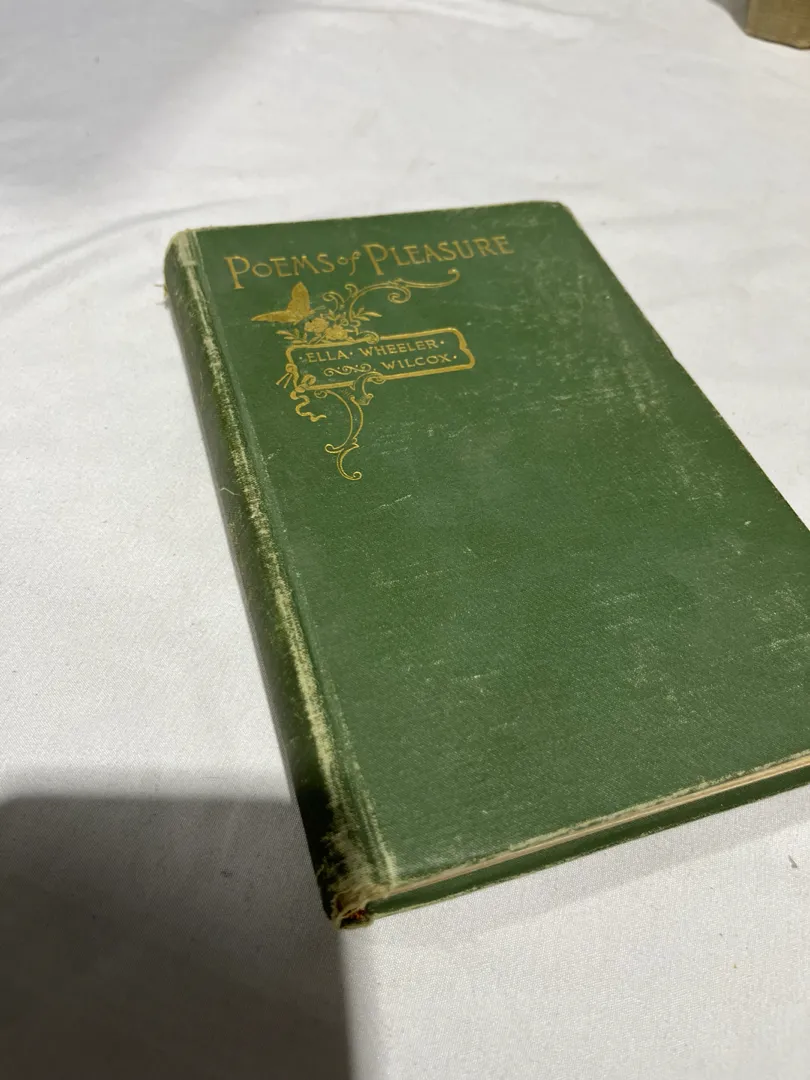 POEMS of PLEASURE
·ELLA· WHEELER·
WILCOX·